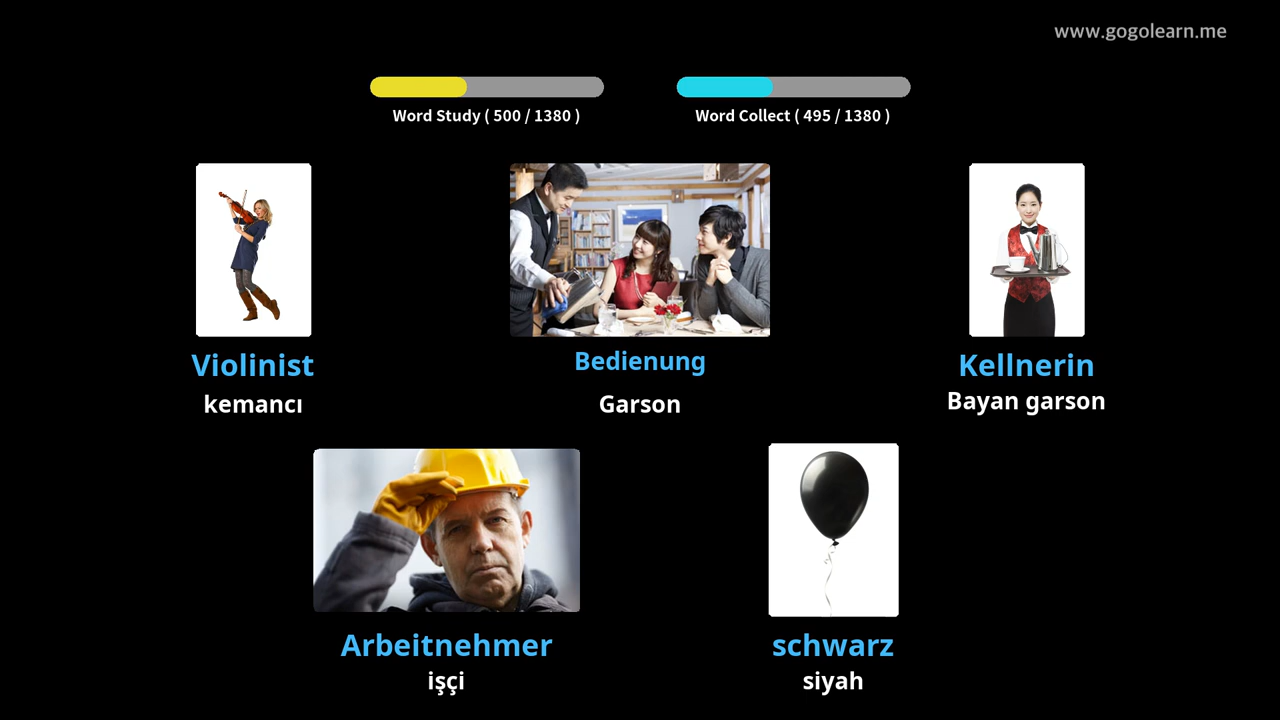 www.gogolearn.me
Word Study ( 500 / 1380 )
Word Collect ( 495 / 1380 )
Violinist
kemancı
Bedienung
Garson
Kellnerin
Bayan garson
Arbeitnehmer
işçi
schwarz
siyah